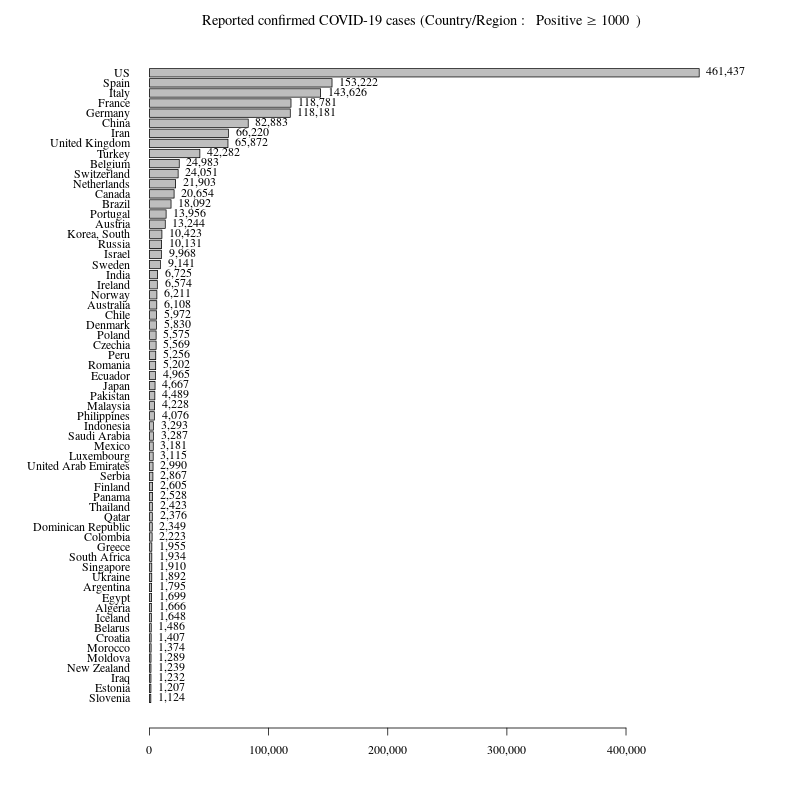 Reported confirmed COVID-19 cases (Country/Region :   Positive ≥ 1000  )
US 461,437
Spain 153,222
Italy 143,626
France 118,781
Germany 118,181
China 82,883
Iran 66,220
United Kingdom 65,872
Turkey 42,282
Belgium 24,983
Switzerland 24,051
Netherlands 21,903
Canada 20,654
Brazil 18,092
Portugal 13,956
Austria 13,244
Korea, South 10,423
Russia 10,131
Israel 9,968
Sweden 9,141
India 6,725
Ireland 6,574
Norway 6,211
Australia 6,108
Chile 5,972
Denmark 5,830
Poland 5,575
Czechia 5,569
Peru 5,256
Romania 5,202
Ecuador 4,965
Japan 4,667
Pakistan 4,489
Malaysia 4,228
Philippines 4,076
Indonesia 3,293
Saudi Arabia 3,287
Mexico 3,181
Luxembourg 3,115
United Arab Emirates 2,990
Serbia 2,867
Finland 2,605
Panama 2,528
Thailand 2,423
Qatar 2,376
Dominican Republic 2,349
Colombia 2,223
Greece 1,955
South Africa 1,934
Singapore 1,910
Ukraine 1,892
Argentina 1,795
Egypt 1,699
Algeria 1,666
Iceland 1,648
Belarus 1,486
Croatia 1,407
Morocco 1,374
Moldova 1,289
New Zealand 1,239
Iraq 1,232
Estonia 1,207
Slovenia 1,124
0 100,000 200,000 300,000 400,000